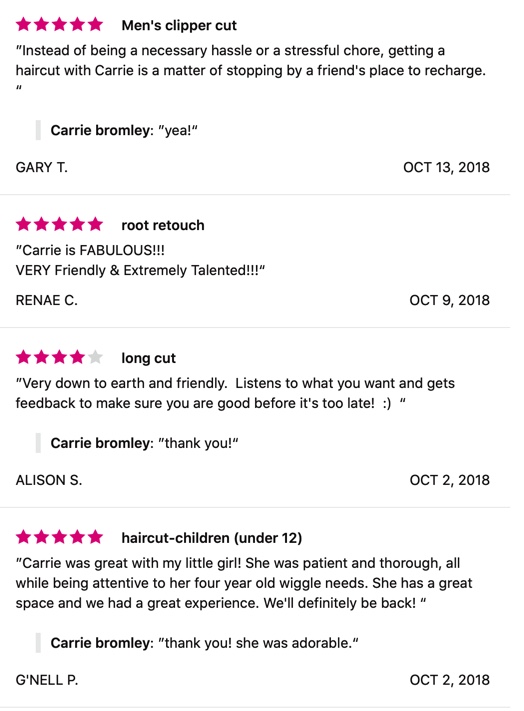 Men's clipper cut
"Instead of being a necessary hassle or a stressful chore, getting a
haircut with Carrie is a matter of stopping by a friend's place to recharge.
“
Carrie bromley: ”yea!“
GARY T. OCT 13, 2018
root retouch
”Carrie is FABULOUS!!!
VERY Friendly & Extremely Talented!!!“
RENAE C. OCT 9, 2018
long cut
”Very down to earth and friendly.  Listens to what you want and gets
feedback to make sure you are good before it's too late!  :)  “
Carrie bromley: ”thank you!“
ALISON S. OCT 2, 2018
haircut-children (under 12)
”Carrie was great with my little girl! She was patient and thorough, all
while being attentive to her four year old wiggle needs. She has a great
space and we had a great experience. We'll definitely be back! “
Carrie bromley: ”thank you! she was adorable.“
G'NELL P. OCT 2, 2018